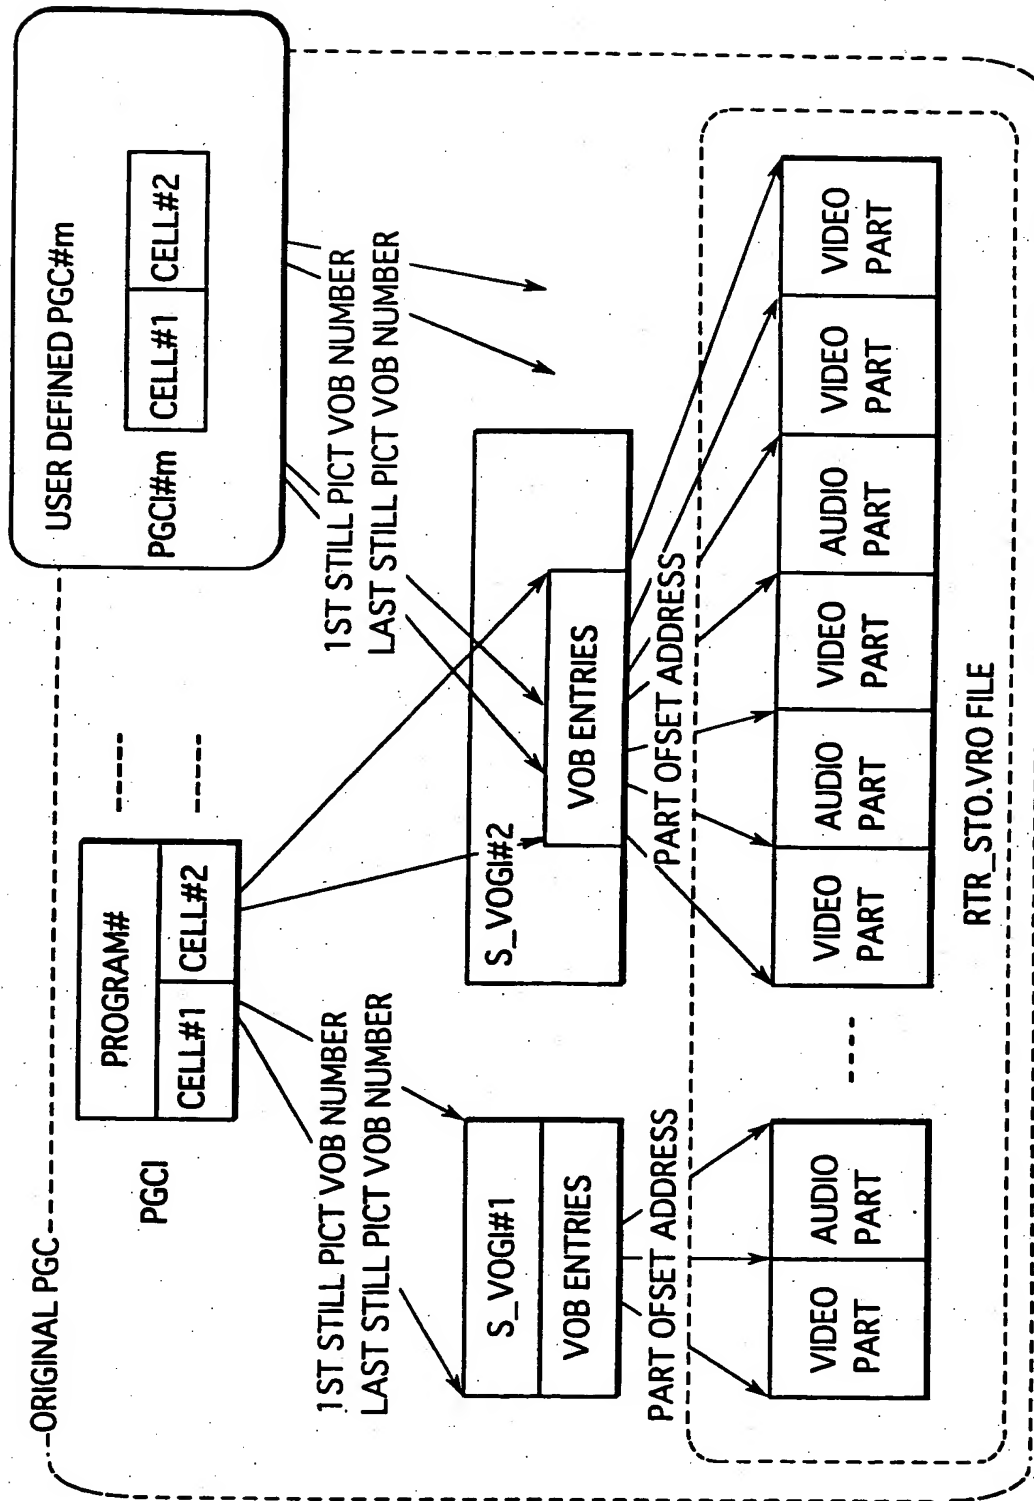 ORIGINAL PGC
USER DEFINED PGC#m
PGCI
PROGRAM#
CELL#1
CELL#2
PGCI#m
CELL#1
CELL#2
1ST STILL PICT VOB NUMBER
LAST STILL PICT VOB NUMBER
1ST STILL PICT VOB NUMBER
LAST STILL PICT VOB NUMBER
S_VOGI#1
VOB ENTRIES
S_VOGI#2
VOB ENTRIES
PART OFSET ADDRESS
PART OFSET ADDRESS
VIDEO
PART
AUDIO
PART
VIDEO
PART
AUDIO
PART
VIDEO
PART
AUDIO
PART
VIDEO
PART
VIDEO
PART
RTR_STO.VRO FILE